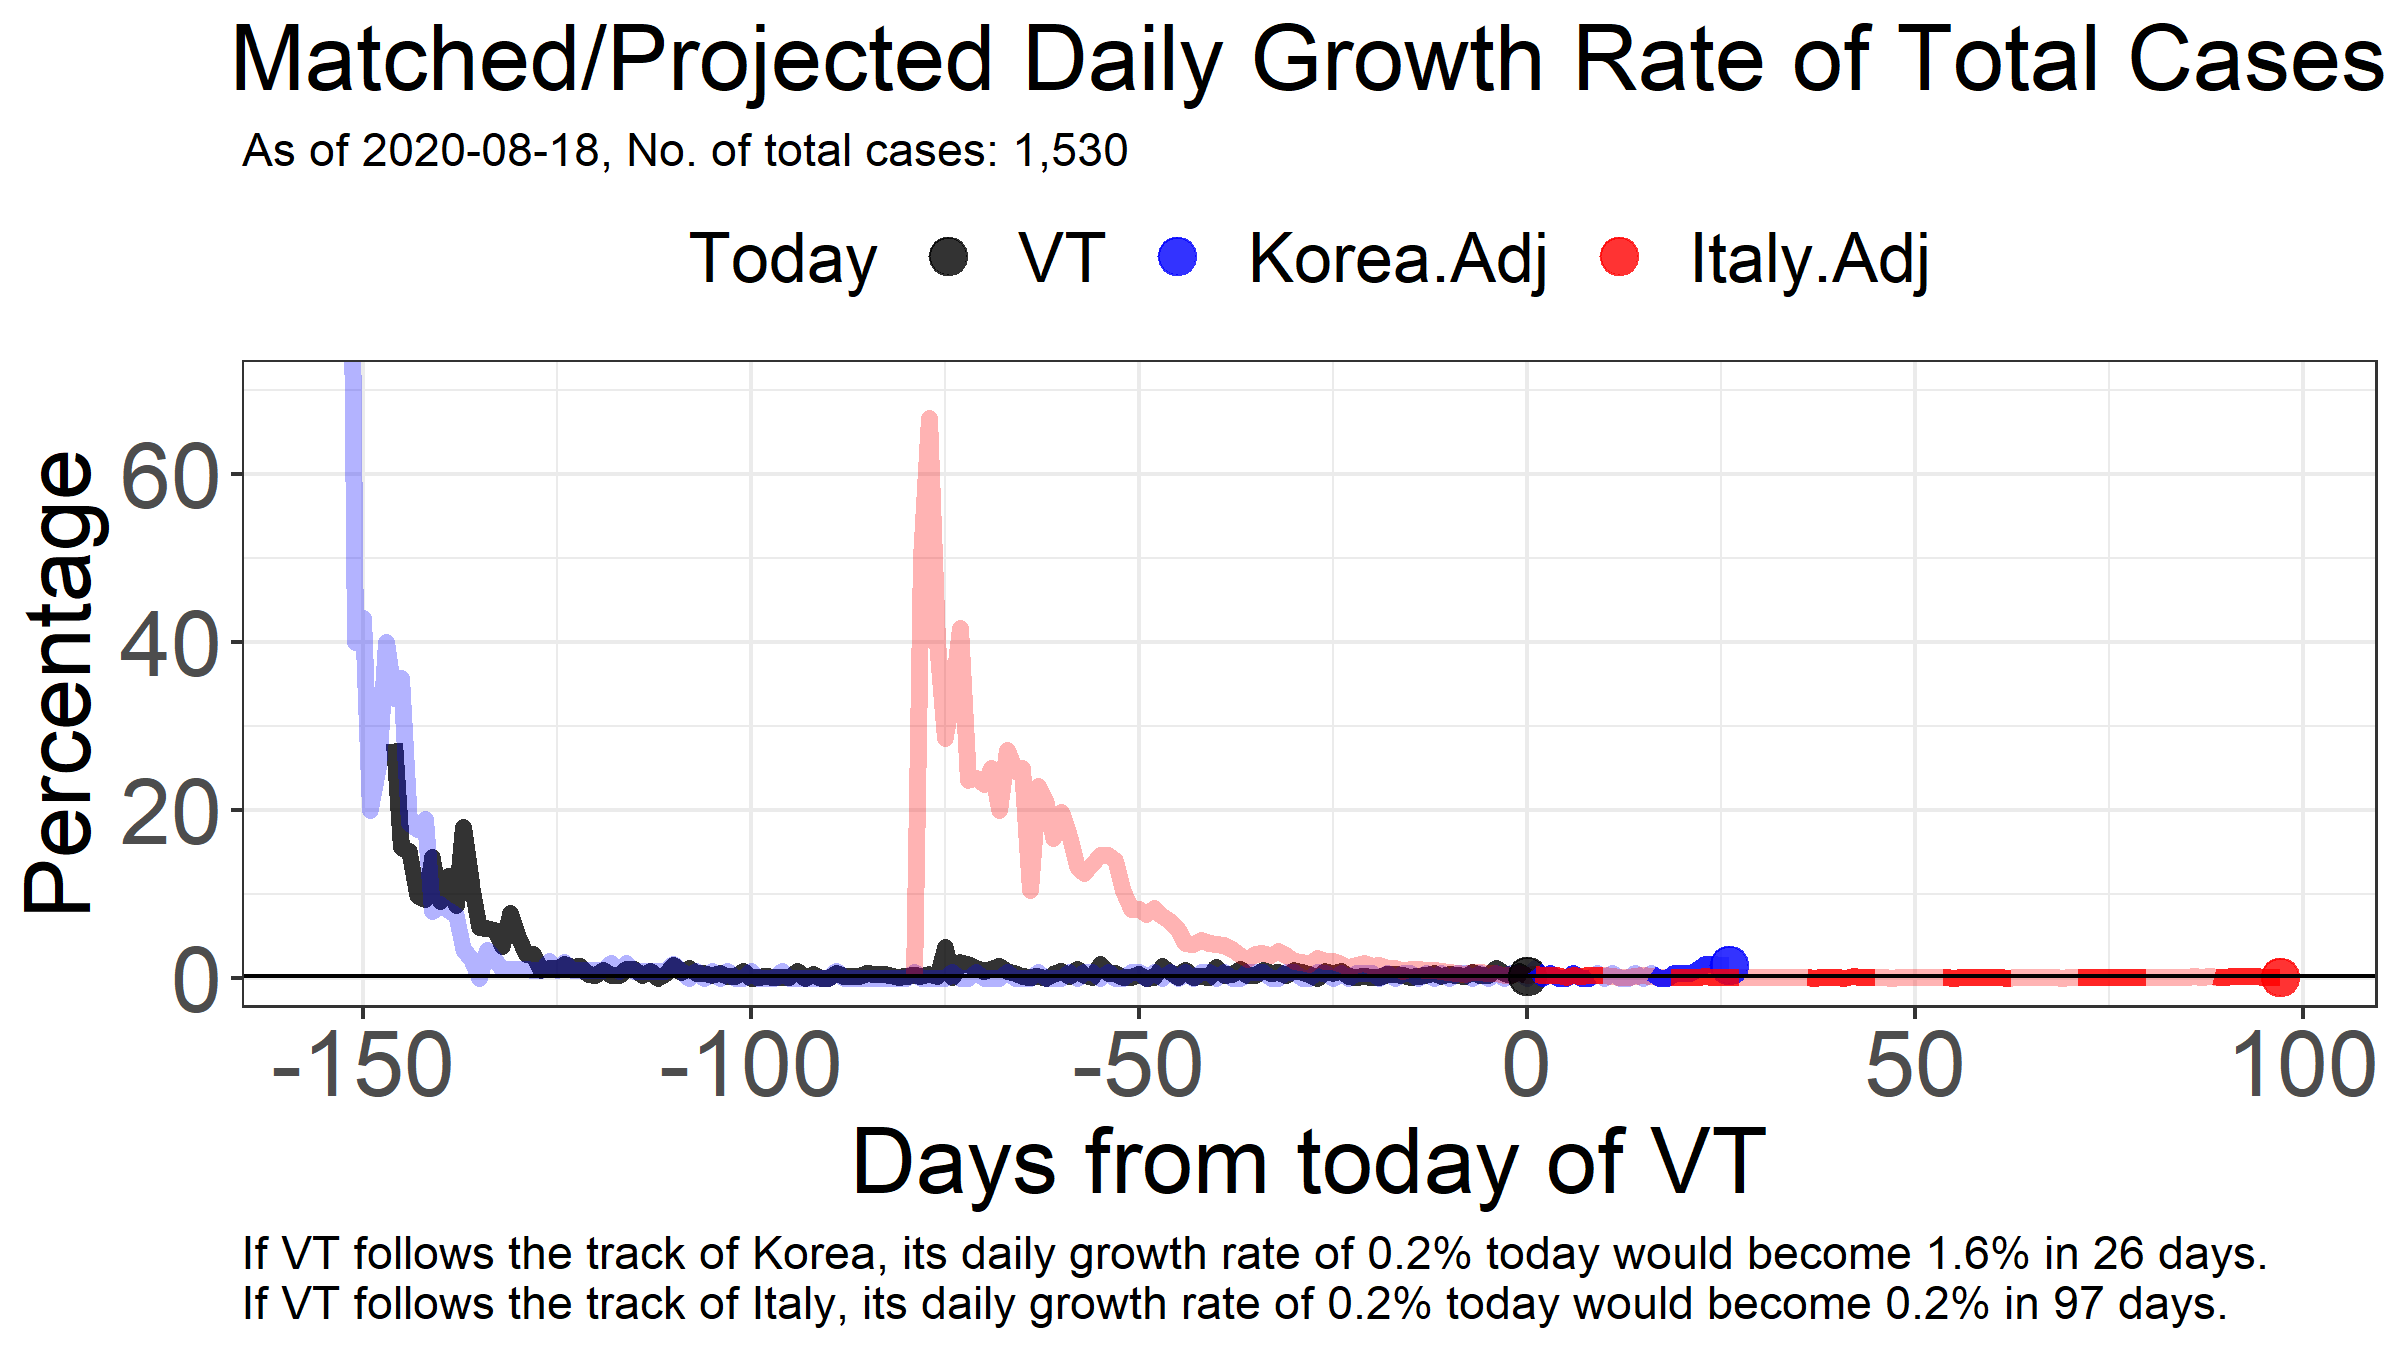 Matched/Projected Daily Growth Rate of Total Cases
As of 2020-08-18, No. of total cases: 1,530
Today VT Korea.Adj Italy.Adj
Percentage
60
40
20
0
-150 -100 -50 0 50 100
Days from today of VT
If VT follows the track of Korea, its daily growth rate of 0.2% today would become 1.6% in 26 days.
If VT follows the track of Italy, its daily growth rate of 0.2% today would become 0.2% in 97 days.